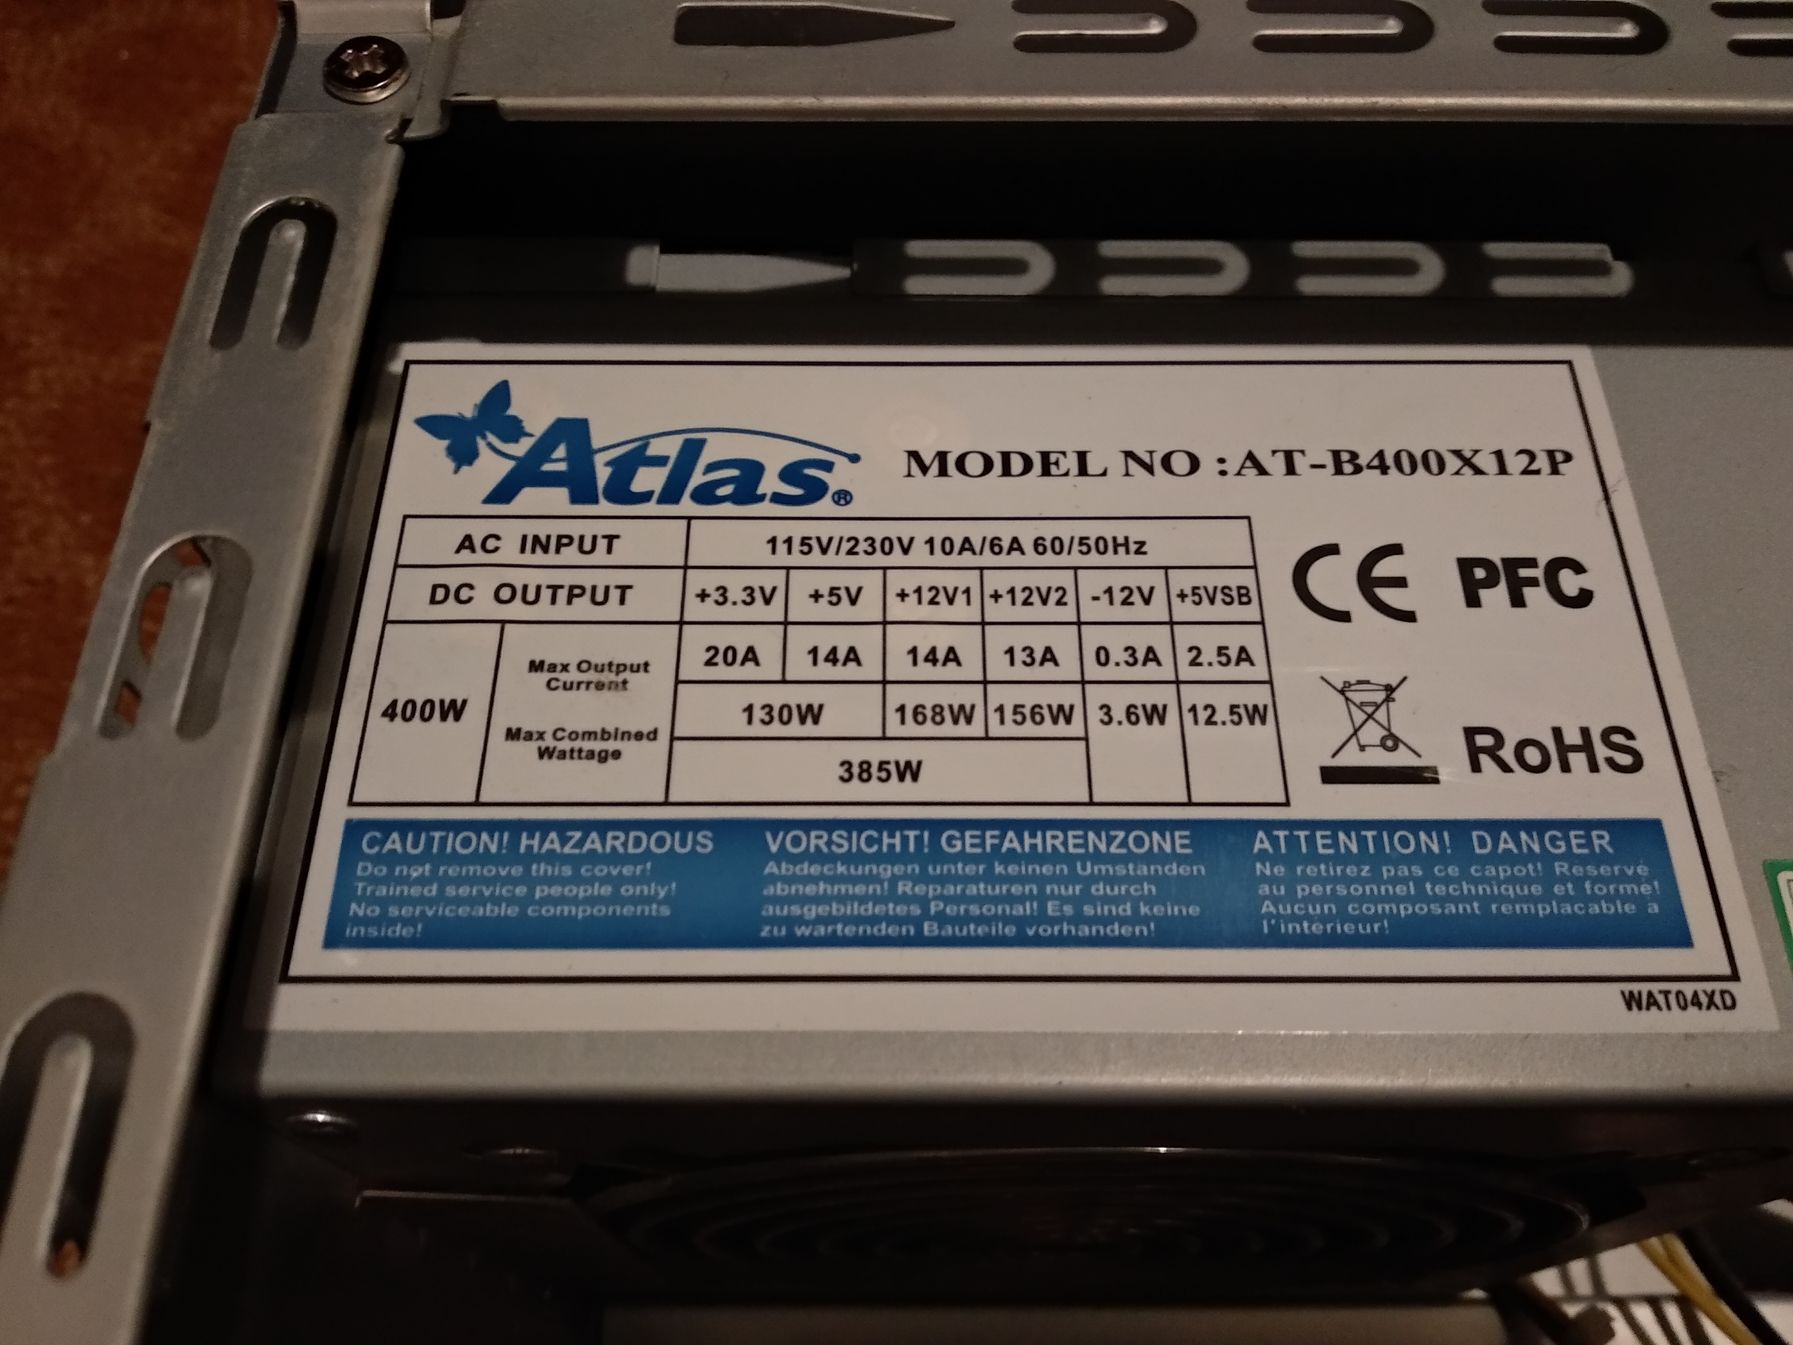 Atlas®
MODEL NO :AT-B400X12P
AC INPUT 115V/230V 10A/6A 60/50Hz
DC OUTPUT +3.3V +5V +12V1 +12V2 -12V +5VSB
400W
Max Output
Current
20A 14A 14A 13A 0.3A 2.5A
Max Combined
Wattage
130W 168W 156W 3.6W 12.5W
385W
CE PFC
RoHS
CAUTION! HAZARDOUS
Do not remove this cover!
Trained service people only!
No serviceable components
inside!
VORSICHT! GEFAHRENZONE
Abdeckungen unter keinen Umstanden
abnehmen! Reparaturen nur durch
ausgebildetes Personal! Es sind keine
zu wartenden Bauteile vorhanden!
ATTENTION! DANGER
Ne retirez pas ce capot! Reserve
au personnel technique et forme!
Aucun composant remplacable a
l'interieur!
WAT04XD